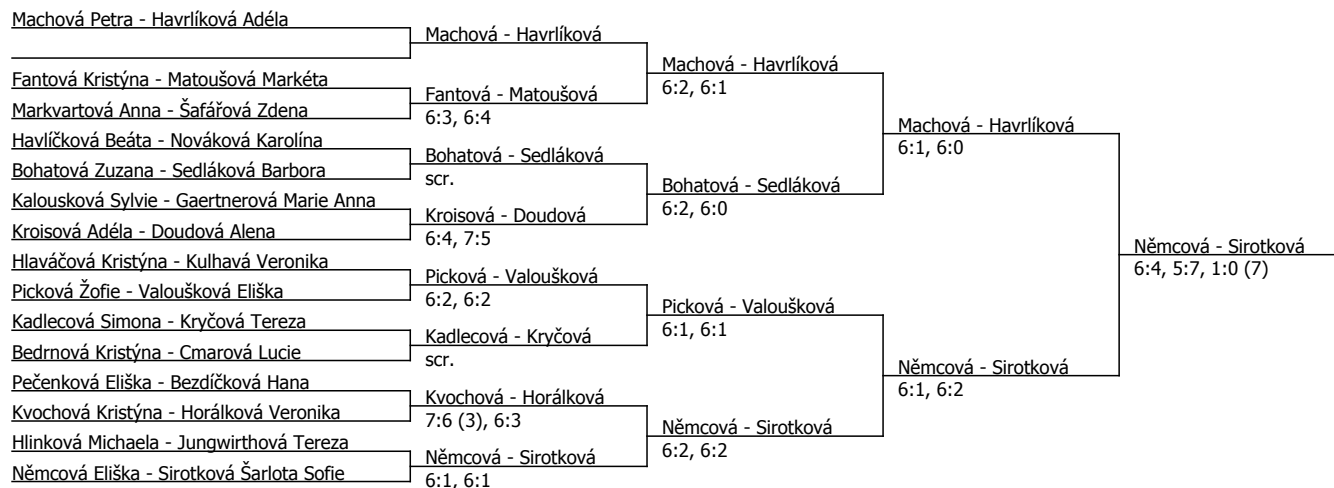 Machová Petra - Havrlíková Adéla
Fantová Kristýna - Matoušová Markéta
Markvartová Anna - Šafářová Zdena
Havlíčková Beáta - Nováková Karolína
Bohatová Zuzana - Sedláková Barbora
Kalousková Sylvie - Gaertnerová Marie Anna
Kroisová Adéla - Doudová Alena
Hlaváčová Kristýna - Kulhavá Veronika
Picková Žofie - Valoušková Eliška
Kadlecová Simona - Kryčová Tereza
Bedrnová Kristýna - Cmarová Lucie
Pečenková Eliška - Bezdíčková Hana
Kvochová Kristýna - Horálková Veronika
Hlinková Michaela - Jungwirthová Tereza
Němcová Eliška - Sirotková Šarlota Sofie
Machová - Havrlíková
Fantová - Matoušová
6:3, 6:4
Bohatová - Sedláková
scr.
Kroisová - Doudová
6:4, 7:5
Picková - Valoušková
6:2, 6:2
Kadlecová - Kryčová
scr.
Kvochová - Horálková
7:6 (3), 6:3
Němcová - Sirotková
6:1, 6:1
Machová - Havrlíková
6:2, 6:1
Bohatová - Sedláková
6:2, 6:0
Picková - Valoušková
6:1, 6:1
Němcová - Sirotková
6:2, 6:2
Machová - Havrlíková
6:1, 6:0
Němcová - Sirotková
6:1, 6:2
Němcová - Sirotková
6:4, 5:7, 1:0 (7)